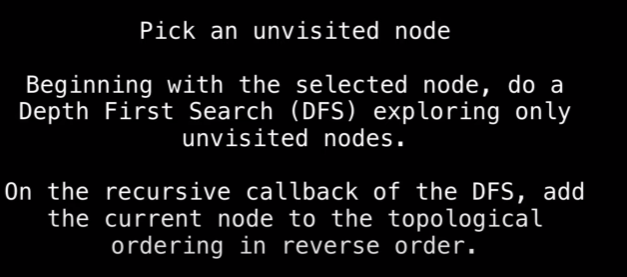 Pick an unvisited node
Beginning with the selected node, do a
Depth First Search (DFS) exploring only
unvisited nodes.
On the recursive callback of the DFS, add
the current node to the topological
ordering in reverse order.